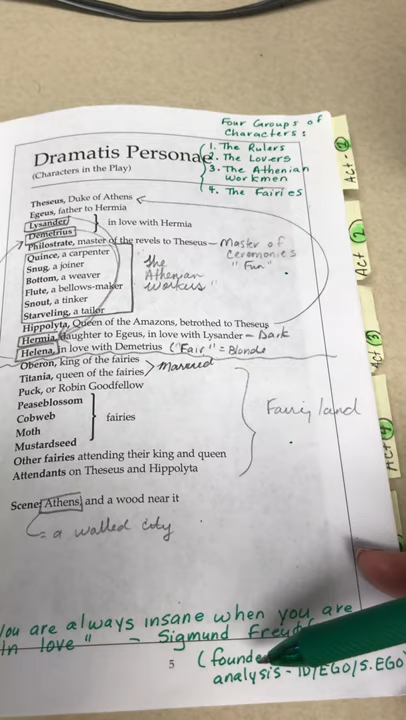 Four Groups of
Characters:
1. The Rulers
2. The Lovers
3. The Athenian
Workmen
4. The Fairies
Dramatis Personae
(Characters in the Play)
Theseus, Duke of Athens
Egeus, father to Hermia
Lysander
Demetrius
in love with Hermia
Philostrate, master of the revels to Theseus – Master of
Ceremonies
"Fun"
Quince, a carpenter
Snug, a joiner
Bottom, a weaver
Flute, a bellows-maker
Snout, a tinker
Starveling, a tailor
the
Athenian
workers"
Hippolyta, Queen of the Amazons, betrothed to Theseus
Hermia, daughter to Egeus, in love with Lysander – Dark
Helena, in love with Demetrius ("Fair" = Blonde
Oberon, king of the fairies
Titania, queen of the fairies
Married
Puck, or Robin Goodfellow
Peaseblossom
Cobweb
Moth
Mustardseed
fairies
Other fairies attending their king and queen
Attendants on Theseus and Hippolyta
Fairy land
Scene: Athens, and a wood near it
= a walled city
You are always insane when you are
in love" – Sigmund Freud
(founder
analysis - ID/EGO/S.EGO
5
Act - 1
Act 2
Act 3
Act 4